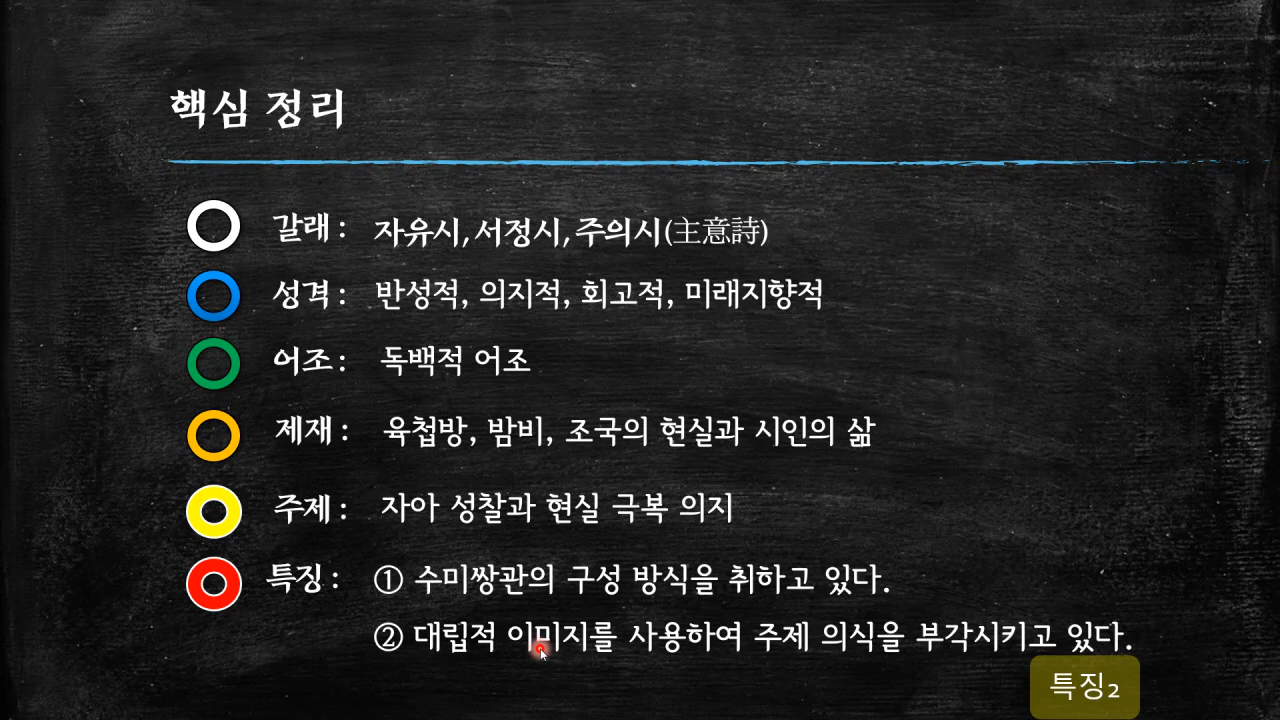 핵심 정리
갈래 : 자유시, 서정시, 주의시(主意詩)
성격 : 반성적, 의지적, 회고적, 미래지향적
어조 : 독백적 어조
제재 : 육첩방, 밤비, 조국의 현실과 시인의 삶
주제 : 자아 성찰과 현실 극복 의지
특징 : ① 수미쌍관의 구성 방식을 취하고 있다.
② 대립적 이미지를 사용하여 주제 의식을 부각시키고 있다.
특징2